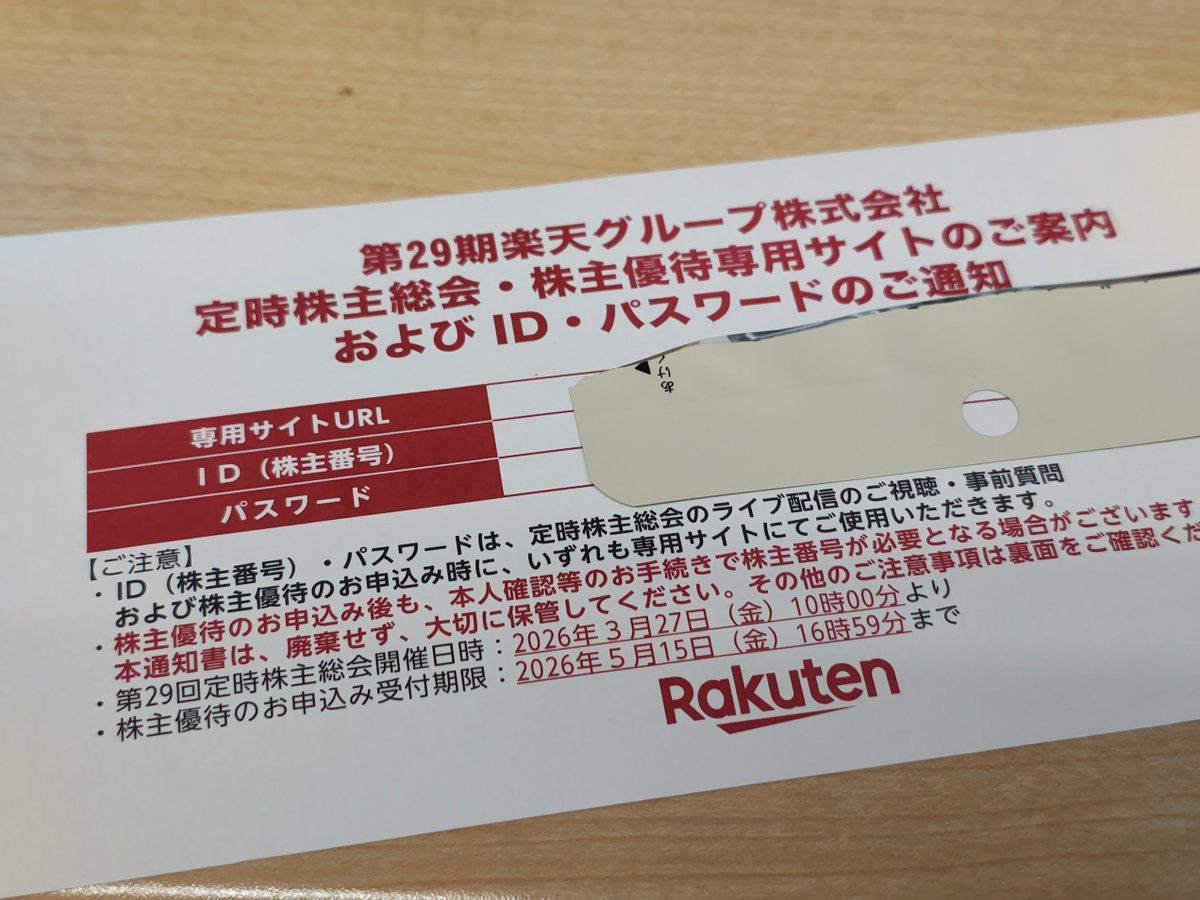 第29期楽天グループ株式会社
定時株主総会・株主優待専用サイトのご案内
および ID・パスワードのご通知
あけ
専用サイトURL
ID（株主番号）
パスワード
【ご注意】
・ID（株主番号）・パスワードは、定時株主総会のライブ配信のご視聴・事前質問
および株主優待のお申込み時に、いずれも専用サイトにてご使用いただきます。
・株主優待のお申込み後も、本人確認等のお手続きで株主番号が必要となる場合がございます
本通知書は、廃棄せず、大切に保管してください。その他のご注意事項は裏面をご確認くだ
・第29回定時株主総会開催日時：2026年3月27日（金）10時00分より
・株主優待のお申込み受付期限：2026年5月15日（金）16時59分まで
Rakuten